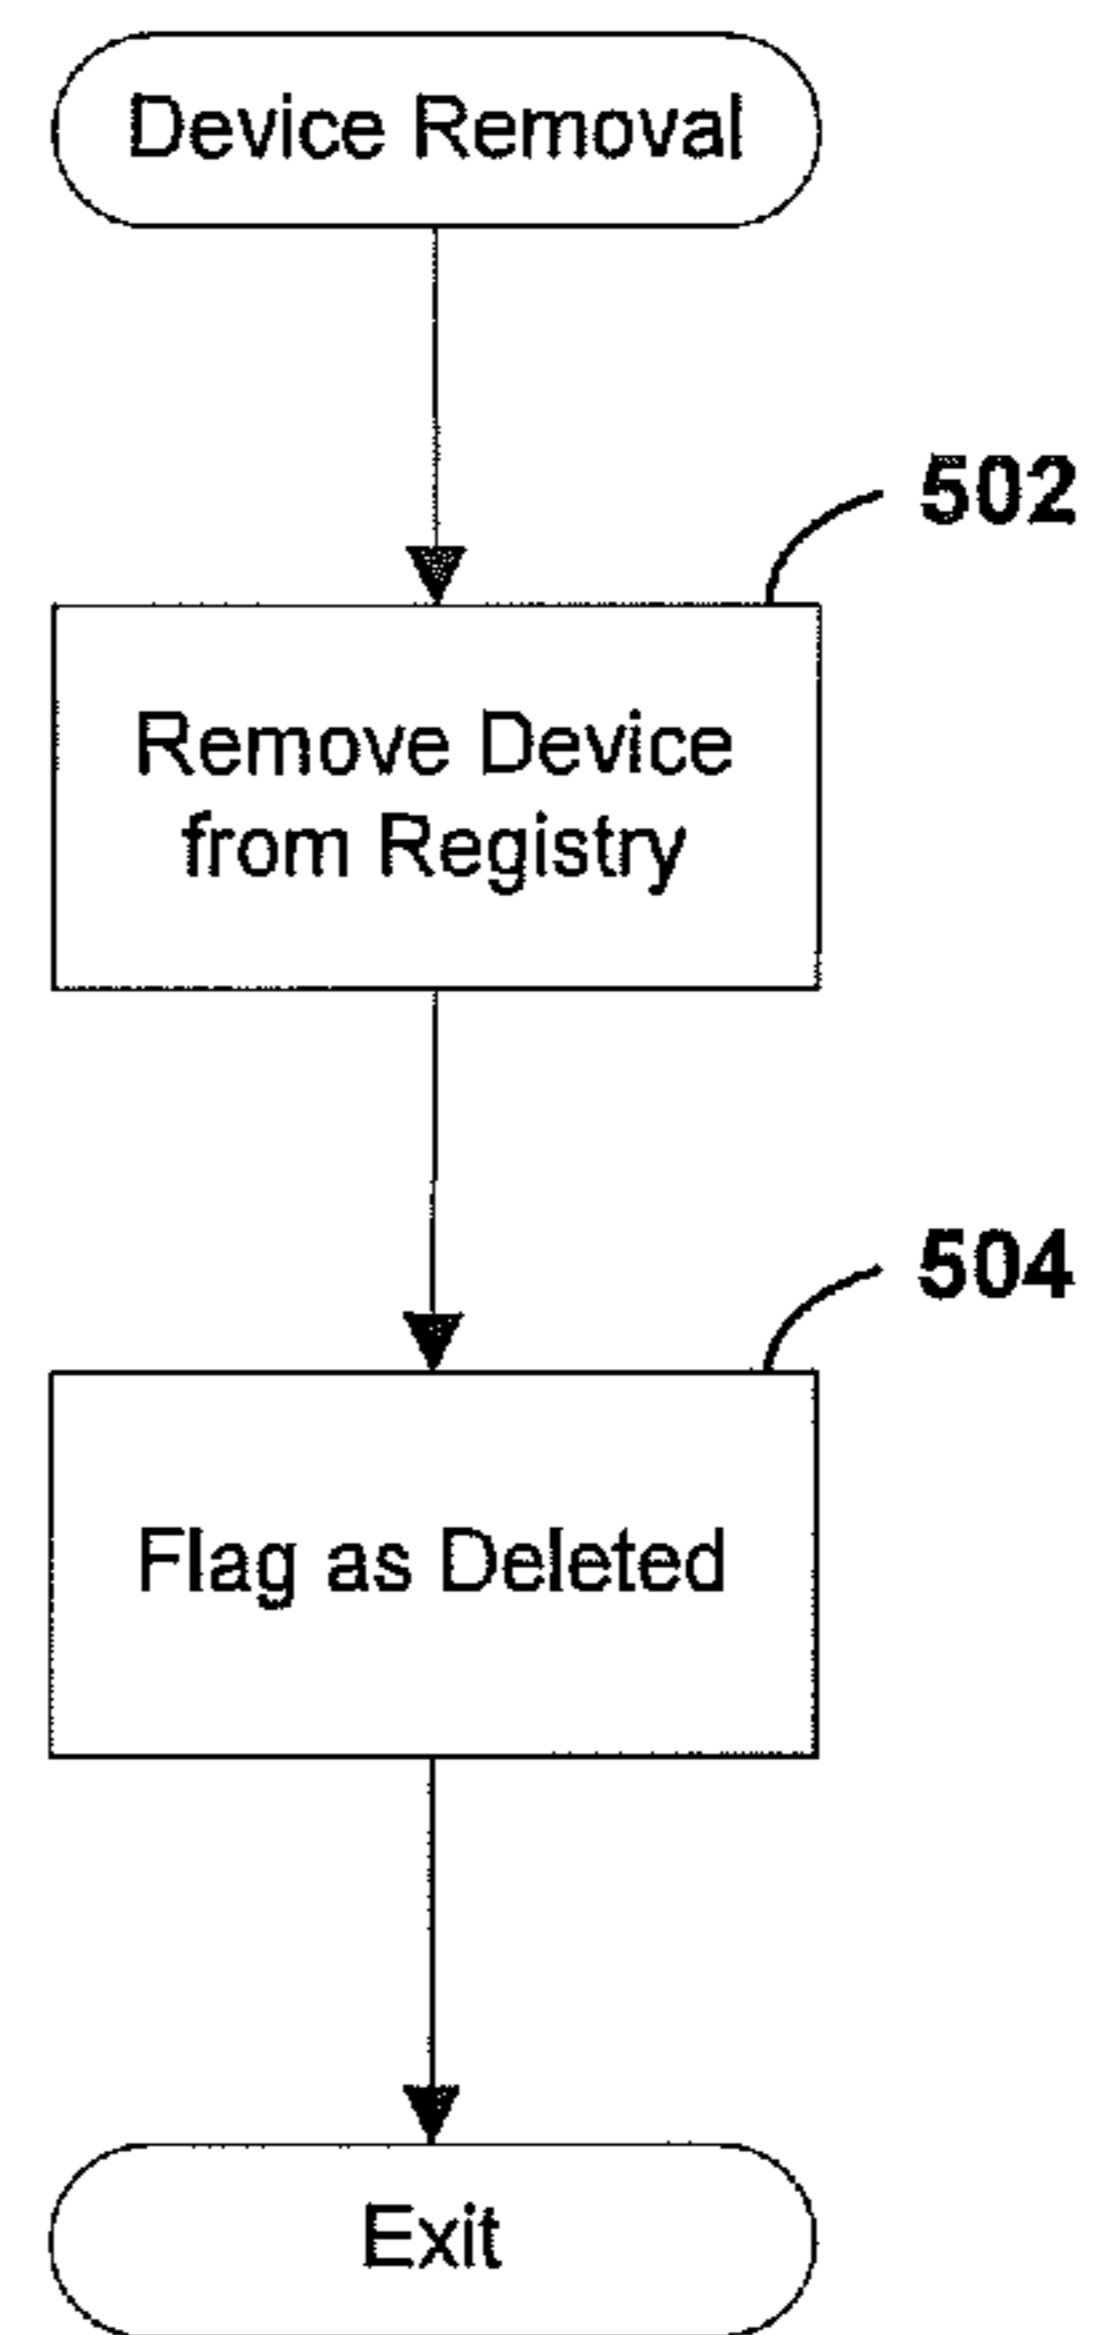 Device Removal
502
Remove Device
from Registry
504
Flag as Deleted
Exit